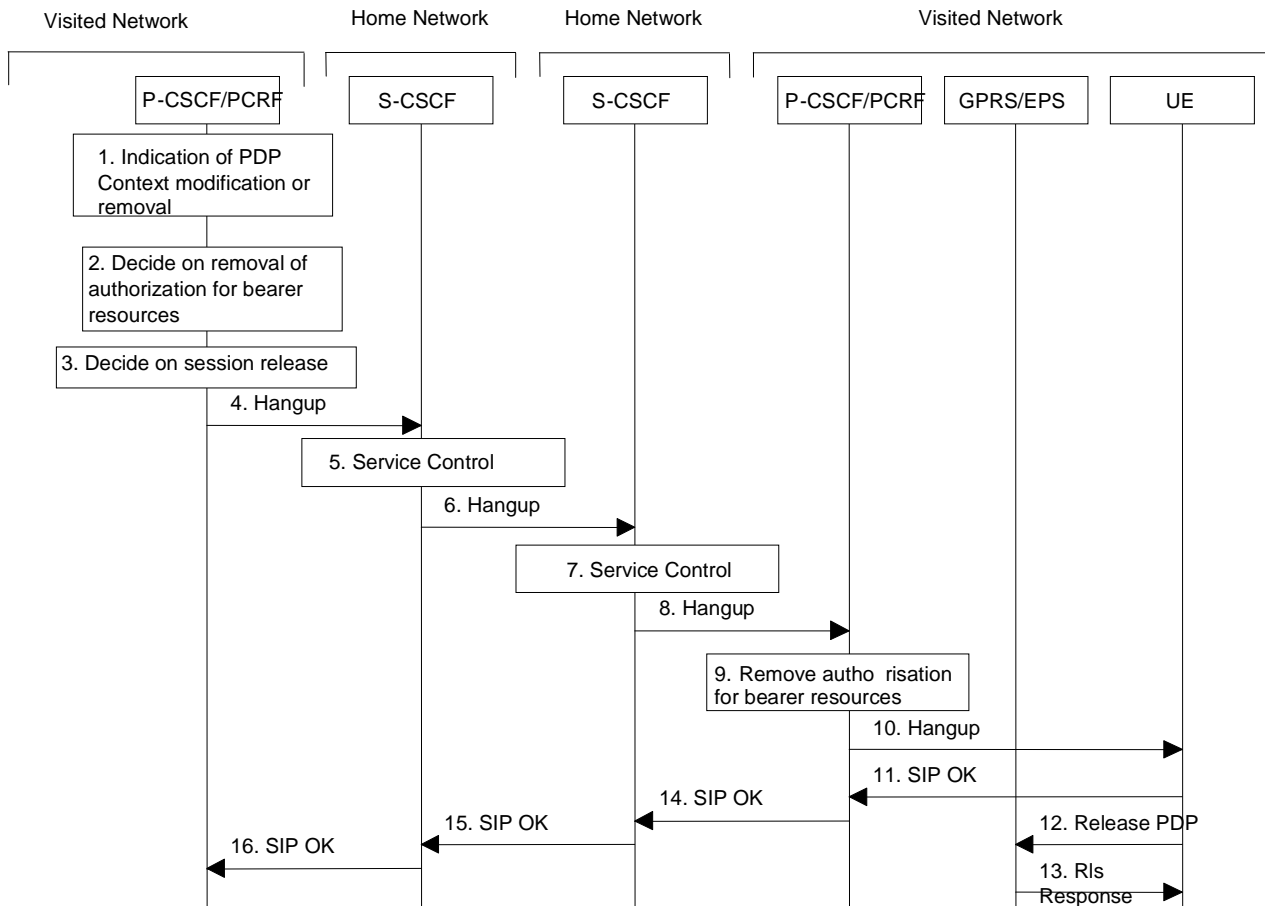 Visited Network
Home Network
Home Network
Visited Network
P-CSCF/PCRF
S-CSCF
S-CSCF
P-CSCF/PCRF
GPRS/EPS
UE
1. Indication of PDP
Context modification or
removal
2. Decide on removal of
authorization for bearer
resources
3. Decide on session release
4. Hangup
5. Service Control
6. Hangup
7. Service Control
8. Hangup
9. Remove autho risation
for bearer resources
10. Hangup
11. SIP OK
14. SIP OK
15. SIP OK
12. Release PDP
16. SIP OK
13. Rls
Response